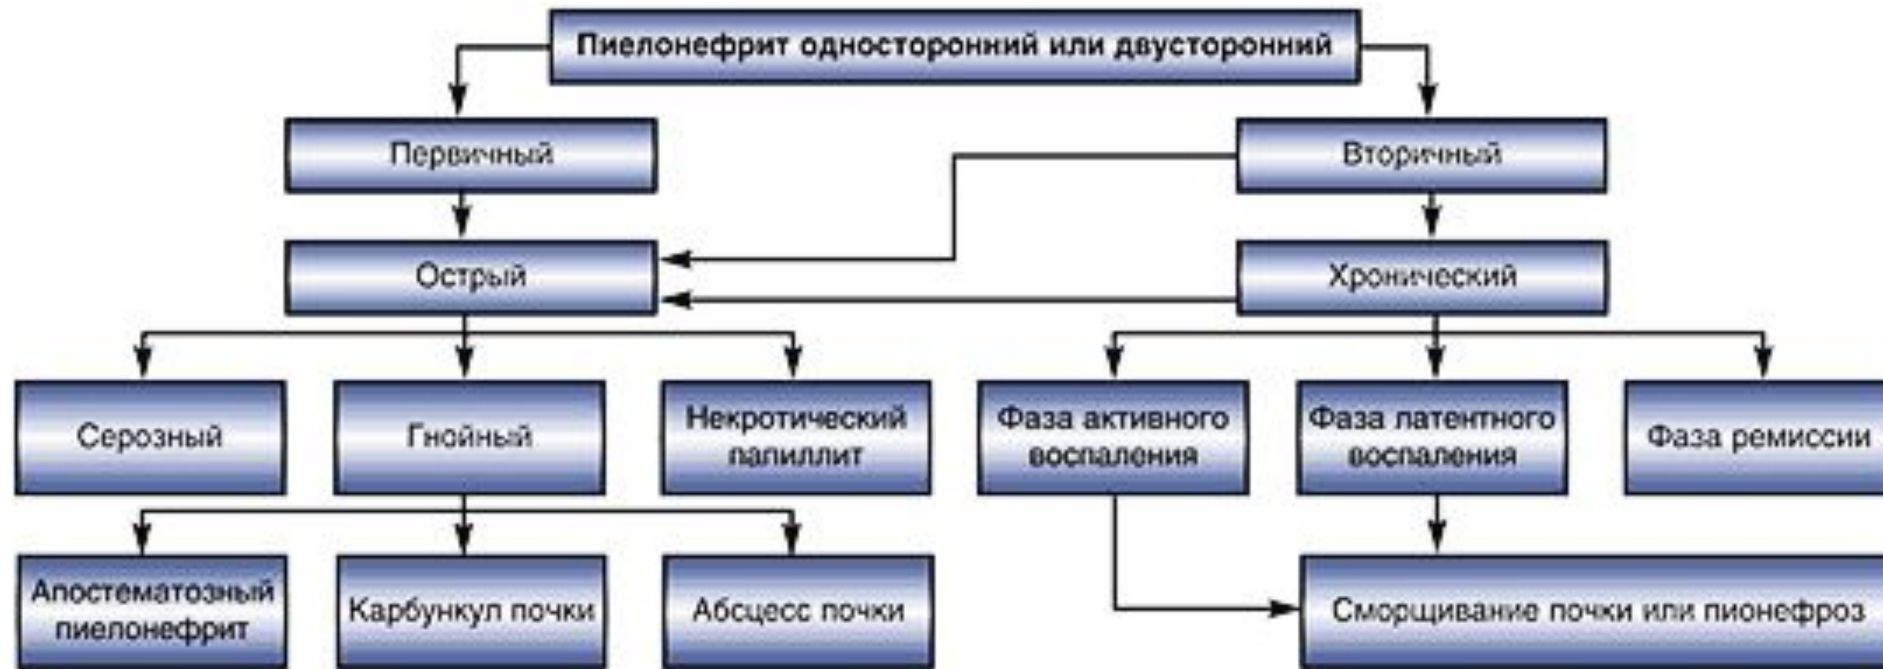 Пиелонефрит односторонний или двусторонний
Первичный
Вторичный
Острый
Хронический
Серозный
Гнойный
Некротический
папиллит
Фаза активного
воспаления
Фаза латентного
воспаления
Фаза ремиссии
Апостематозный
пиелонефрит
Карбункул почки
Абсцесс почки
Сморщивание почки или пионефроз